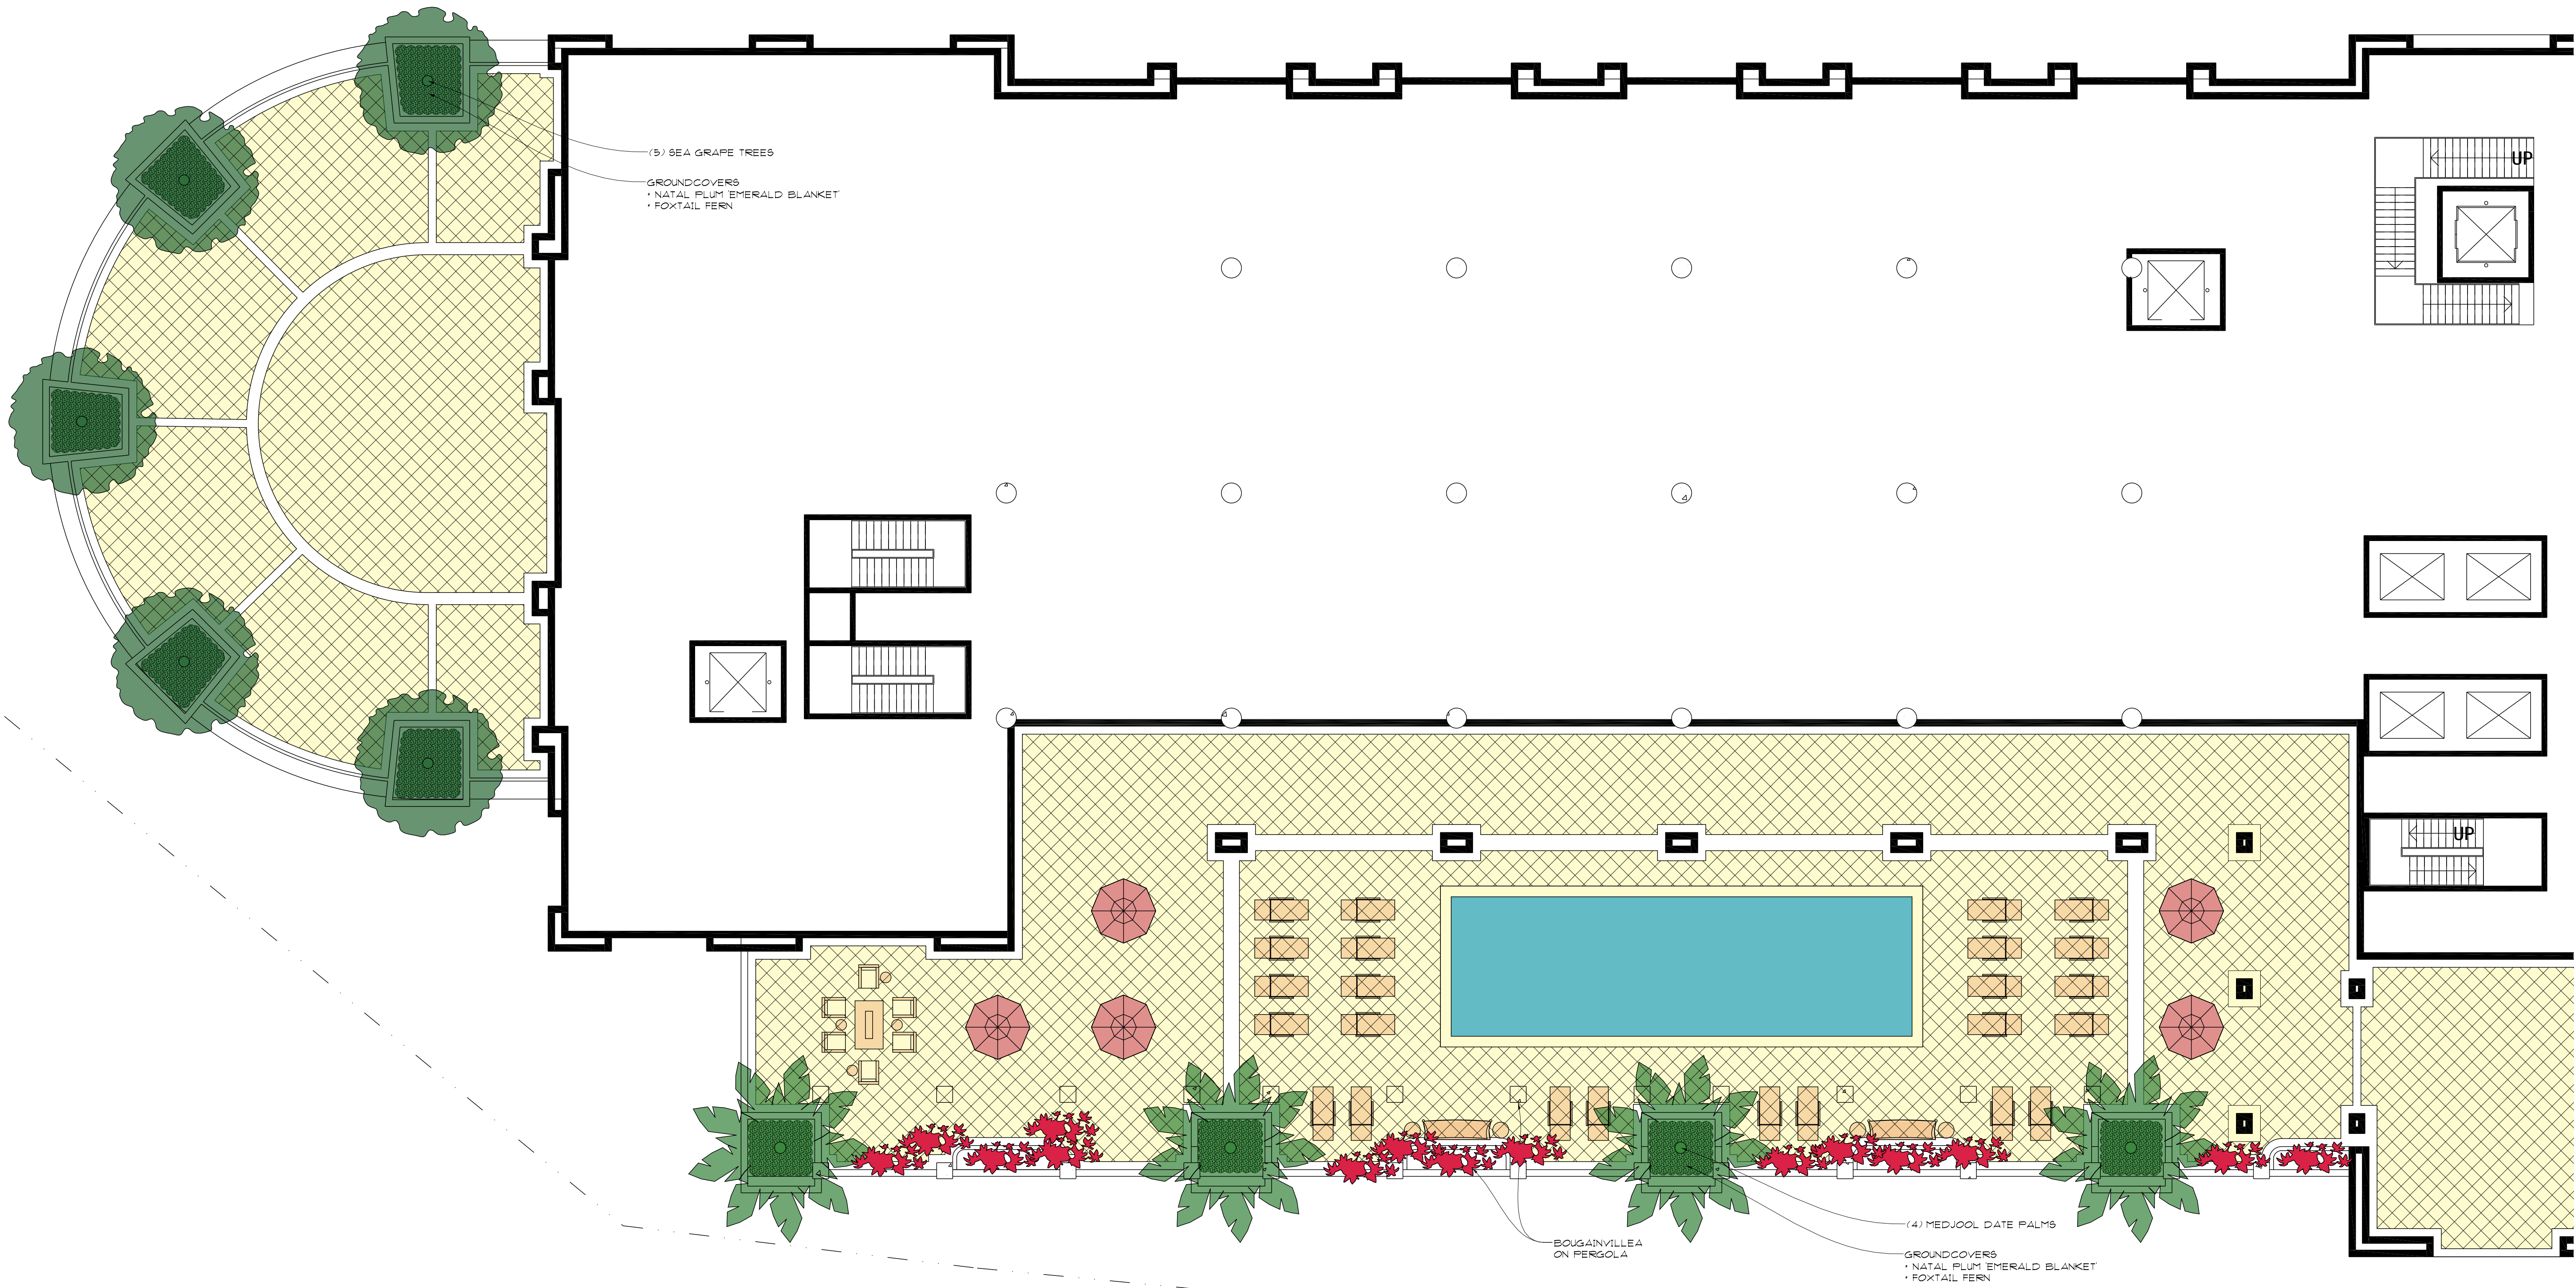 (5) SEA GRAPE TREES
GROUNDCOVERS
• NATAL PLUM 'EMERALD BLANKET'
• FOXTAIL FERN
UP
UP
(4) MEDJOOL DATE PALMS
BOUGAINVILLEA
ON PERGOLA
GROUNDCOVERS
• NATAL PLUM 'EMERALD BLANKET'
• FOXTAIL FERN